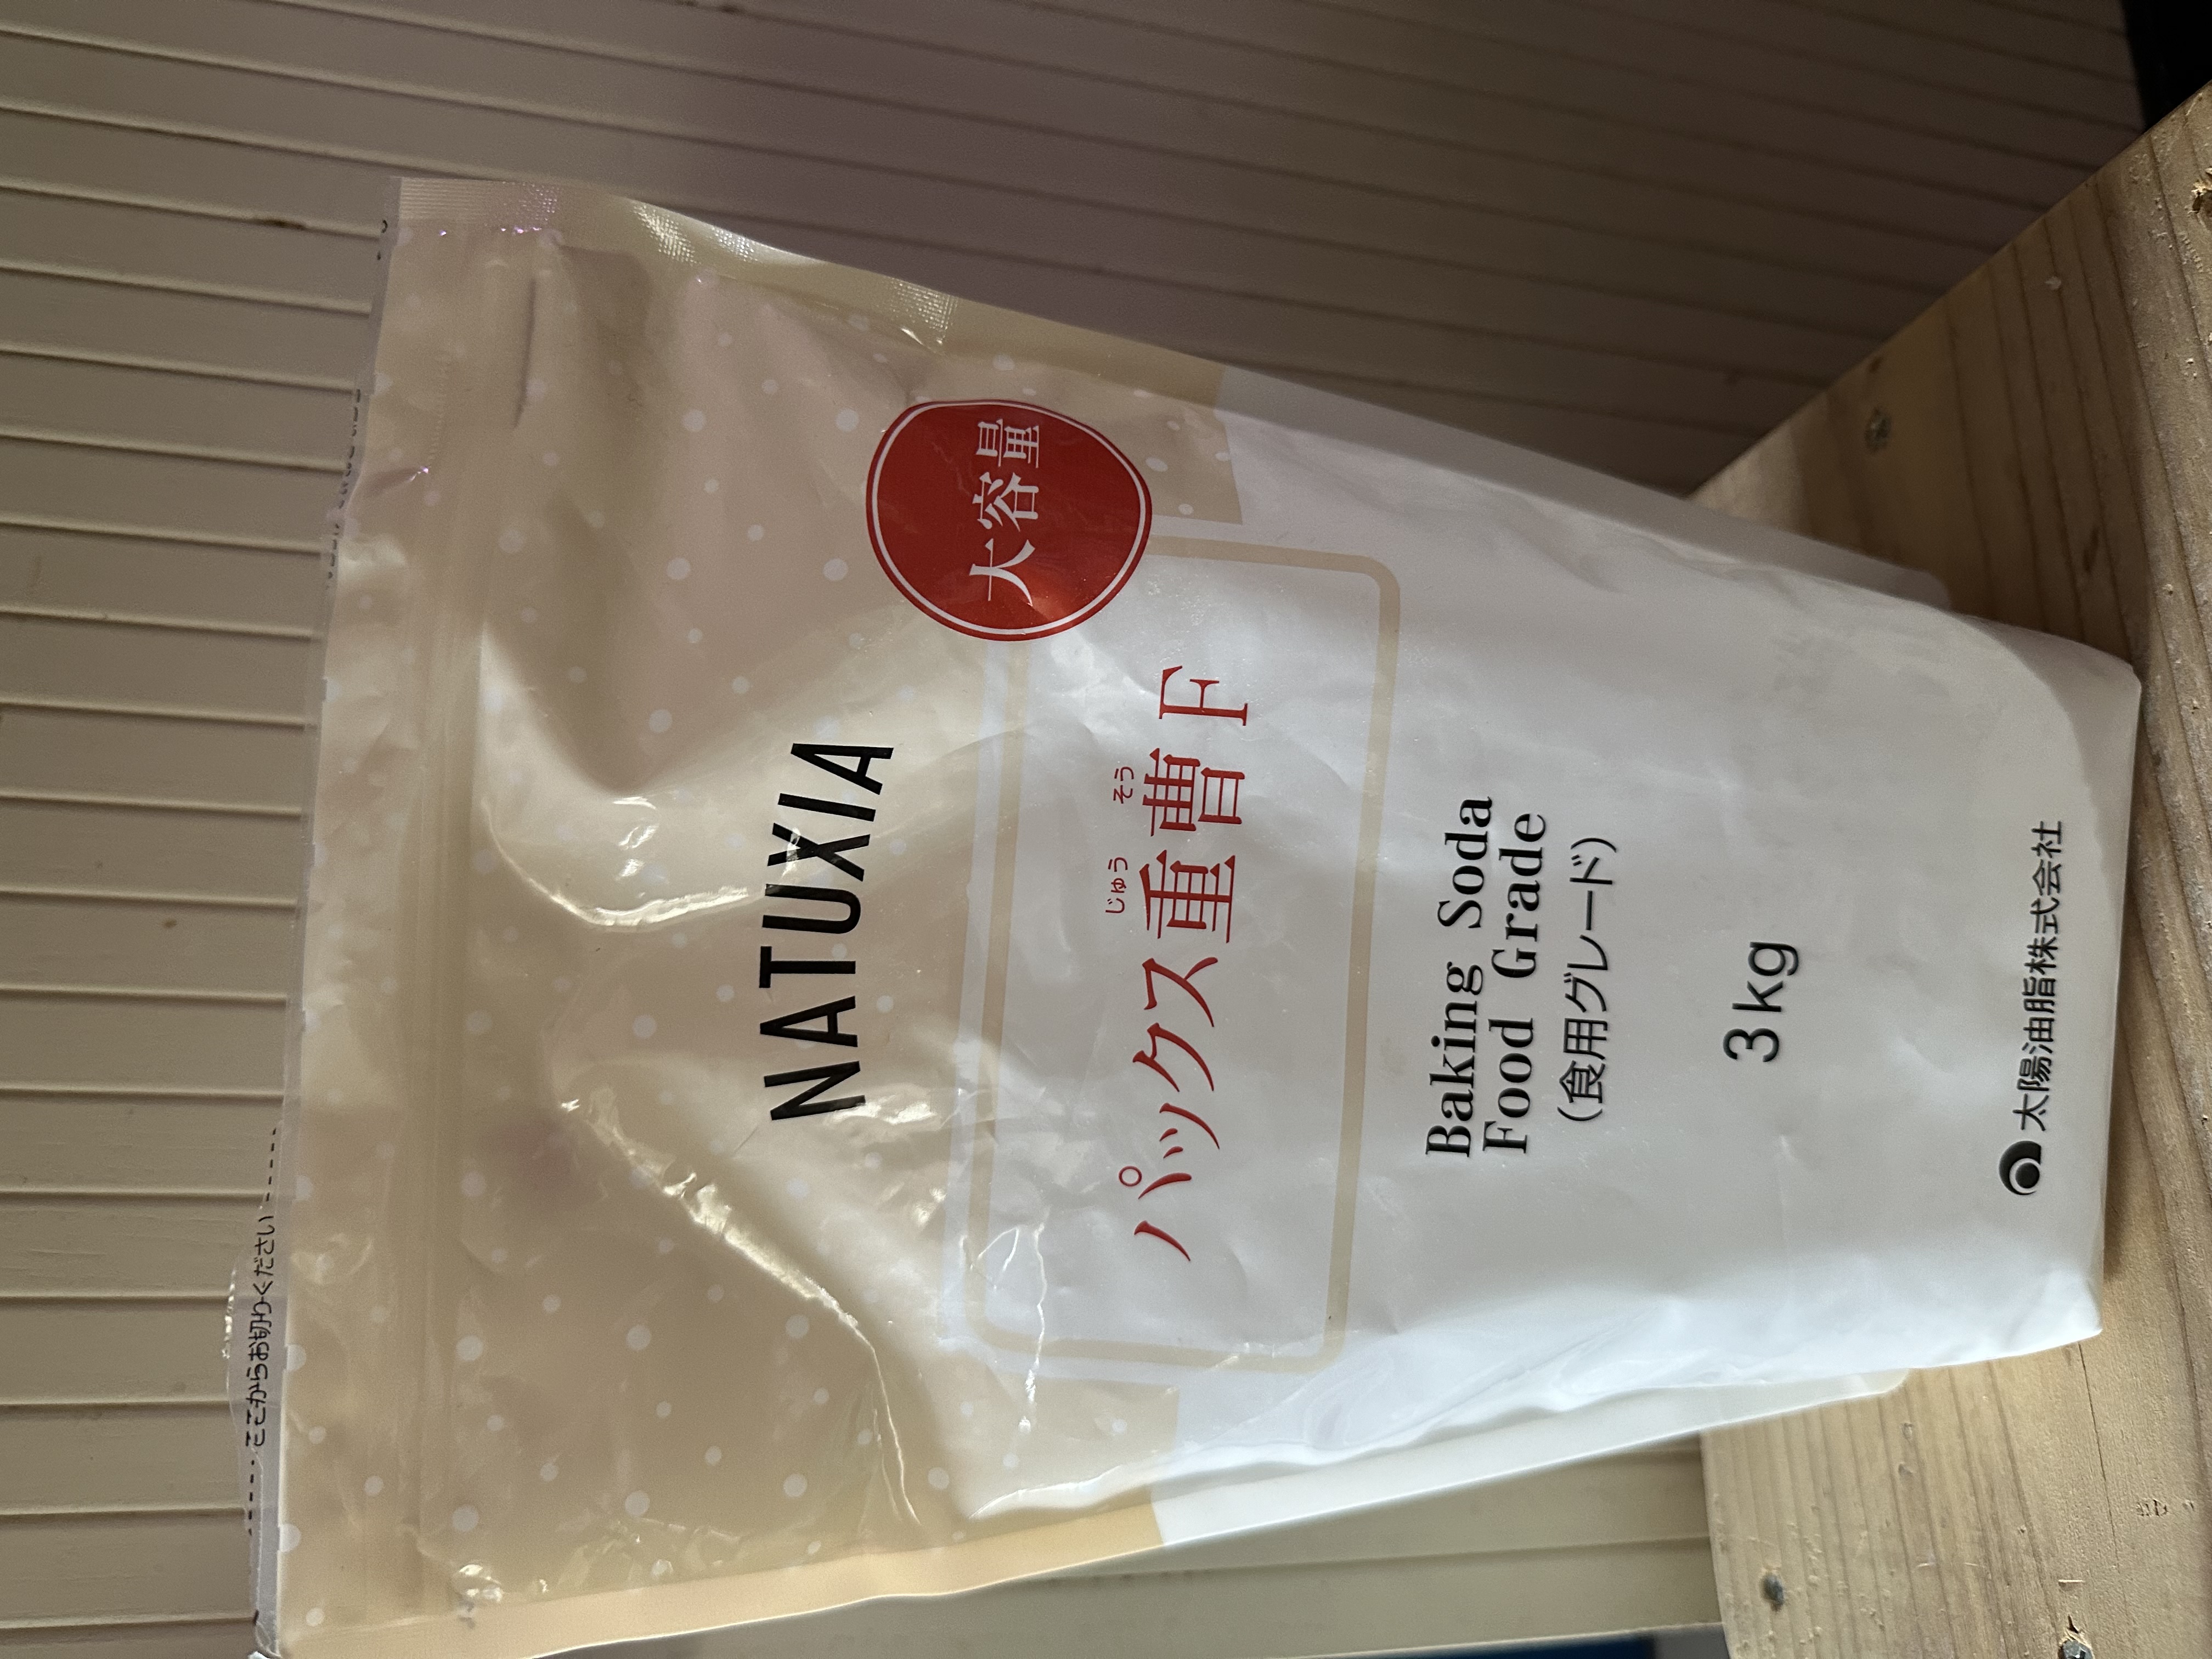 ここからお切りください
大容量
NATUXIA
じゅう そう
パックス重曹F
Baking Soda
Food Grade
(食用グレード)
3kg
太陽油脂株式会社